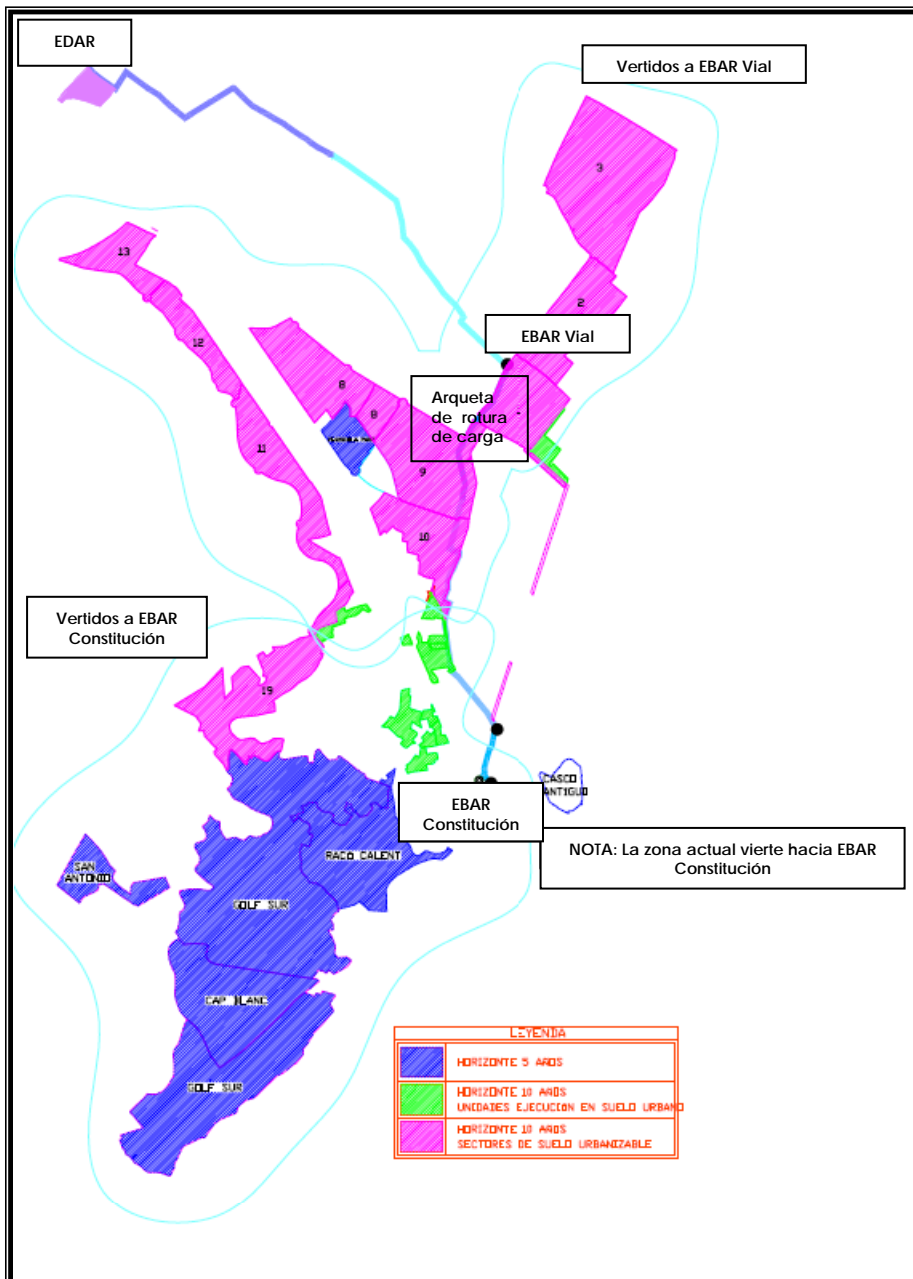 EDAR
Vertidos a EBAR Vial
3
13
2
EBAR Vial
12
8
8
Arqueta
de rotura
de carga
11
9
10
Vertidos a EBAR
Constitución
19
CASCO
ANTIGUO
EBAR
Constitución
RACO CALENT
NOTA: La zona actual vierte hacia EBAR
Constitución
SAN
ANTONIO
GOLF SUR
CAP BLANC
GOLF SUR
LEYENDA
HORIZONTE 5 AÑOS
HORIZONTE 10 AÑOS
UNIDADES EJECUCIÓN EN SUELO URBANO
HORIZONTE 10 AÑOS
SECTORES DE SUELO URBANIZABLE